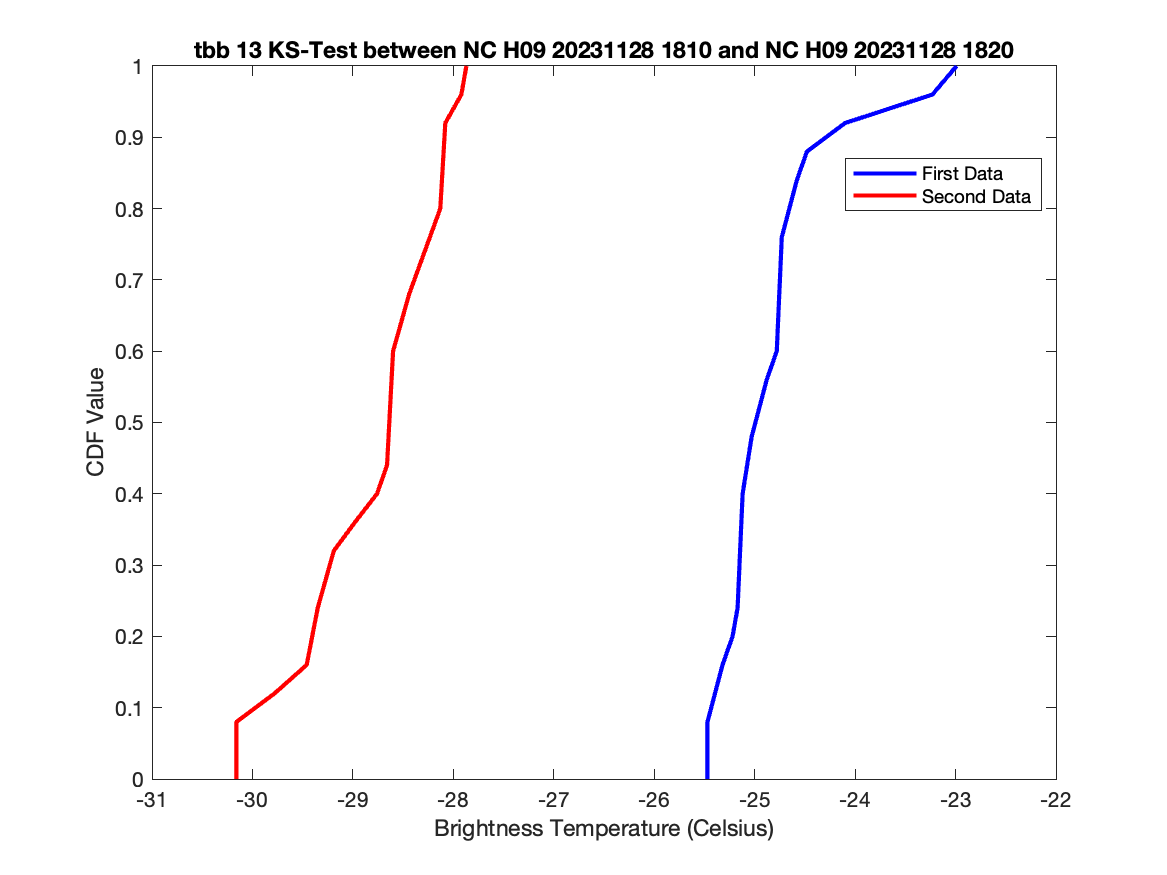 tbb 13 KS-Test between NC H09 20231128 1810 and NC H09 20231128 1820
1
0.9
0.8
0.7
0.6
0.5
0.4
0.3
0.2
0.1
0
CDF Value
First Data
Second Data
-31 -30 -29 -28 -27 -26 -25 -24 -23 -22
Brightness Temperature (Celsius)